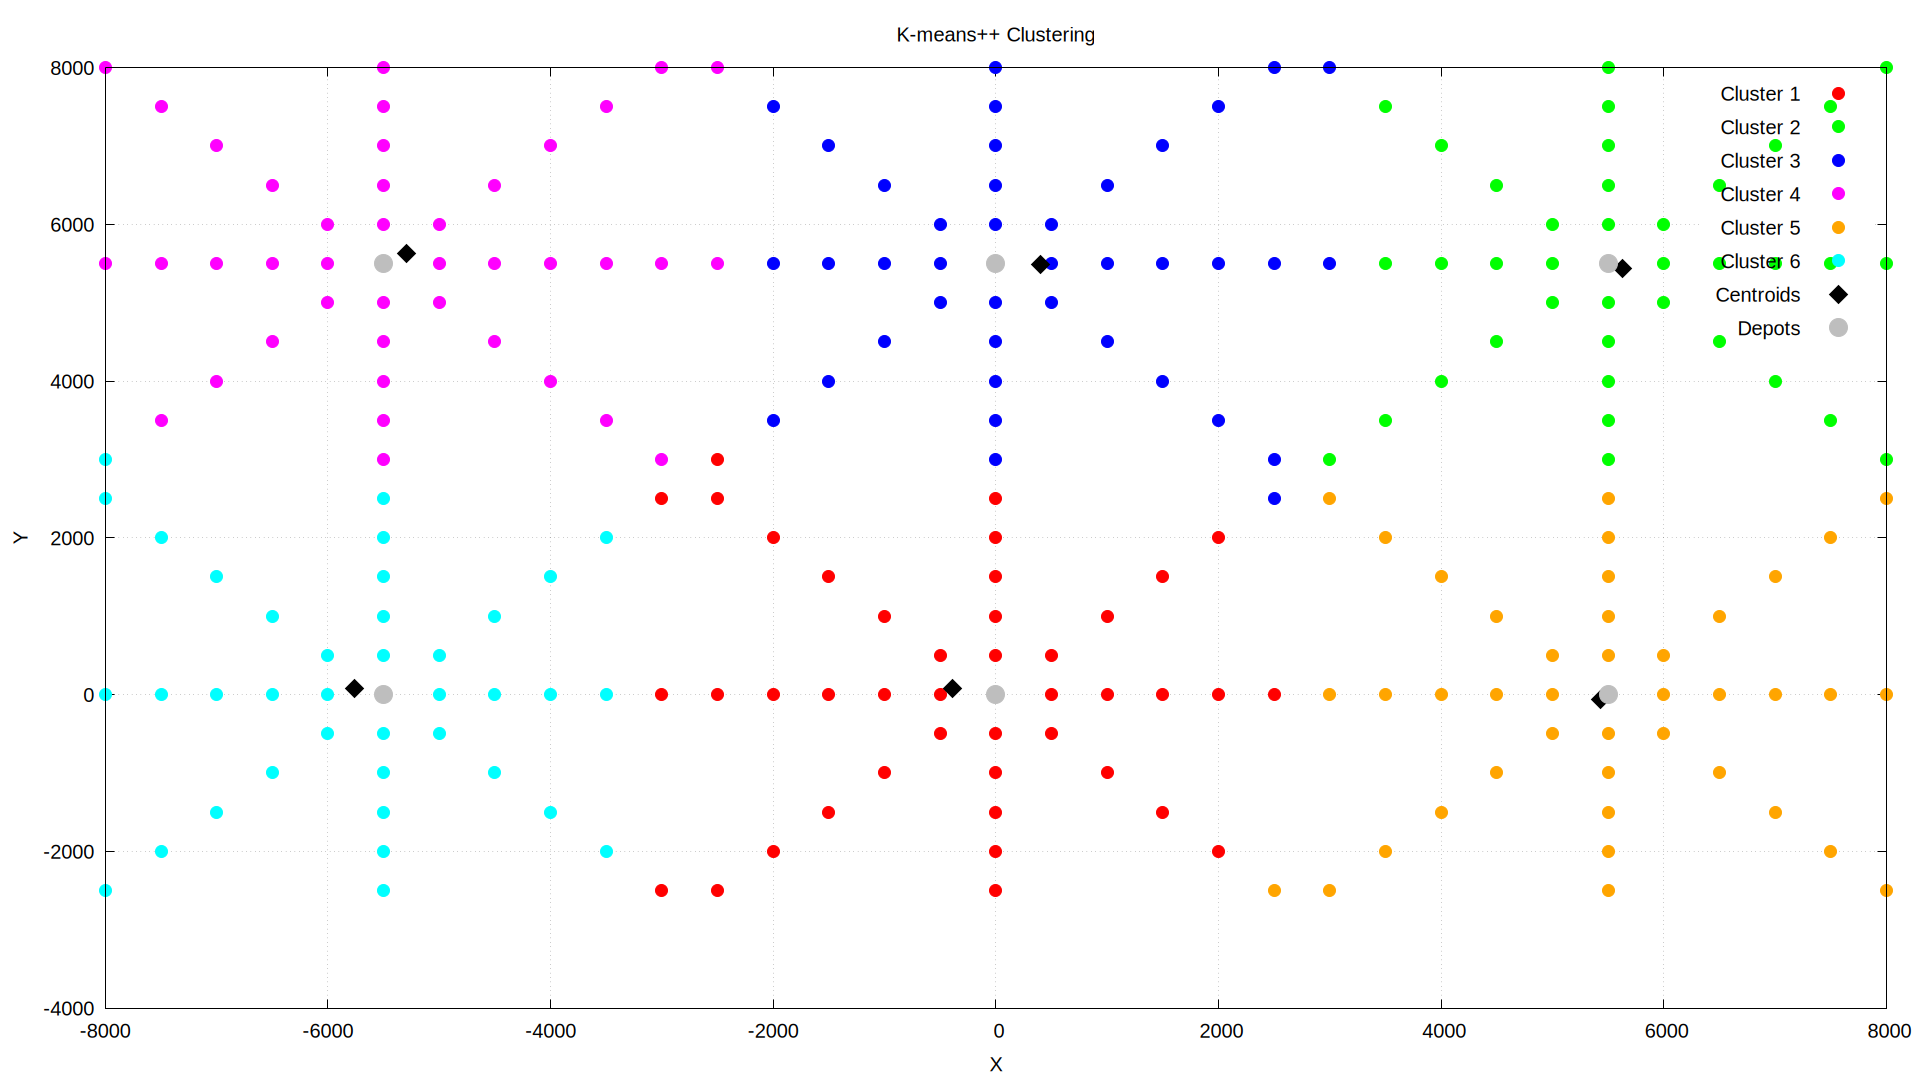 K-means++ Clustering
8000
Cluster 1
Cluster 2
Cluster 3
Cluster 4
6000
Cluster 5
Cluster 6
Centroids
Depots
4000
Y
2000
0
-2000
-4000
-8000 -6000 -4000 -2000 0 2000 4000 6000 8000
X